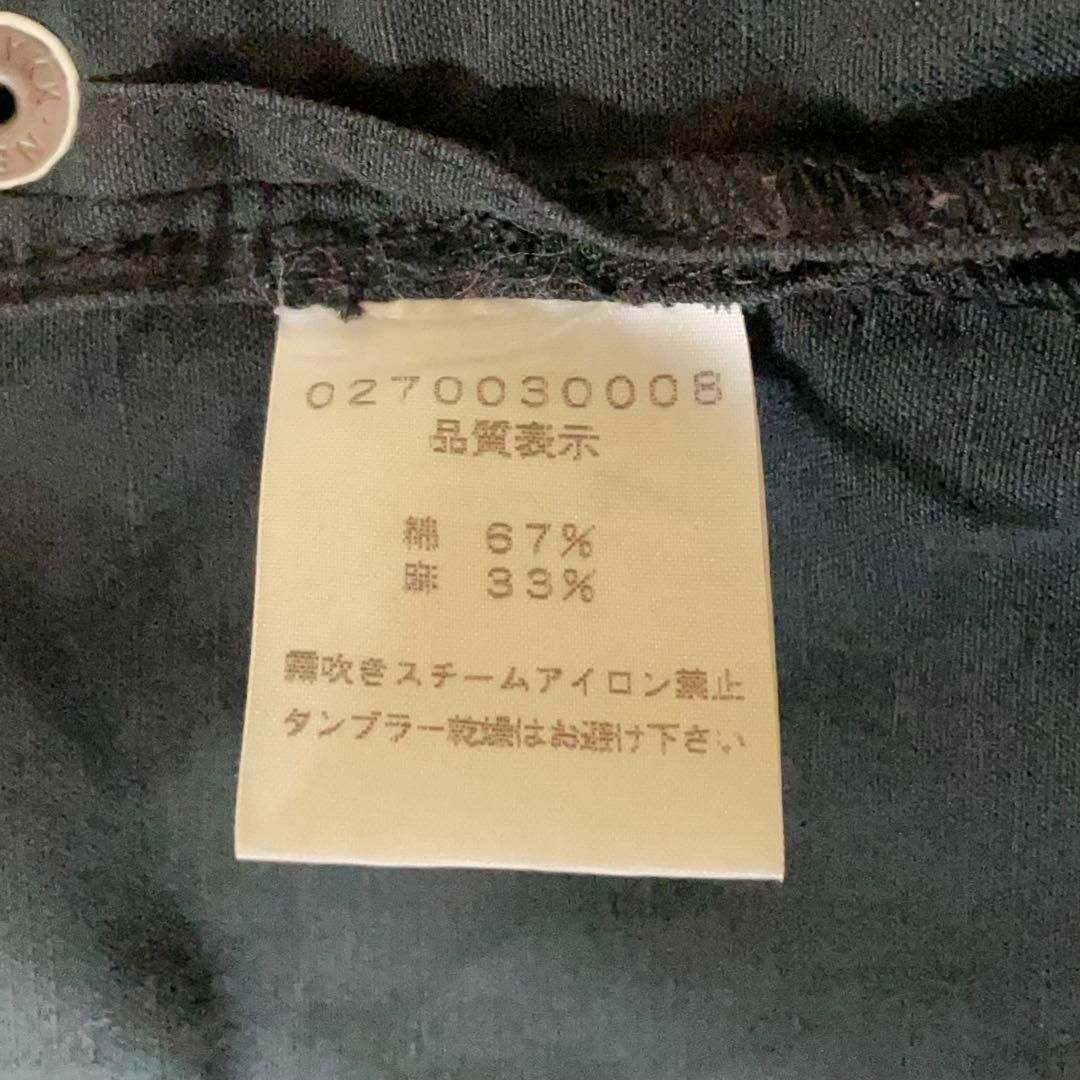 0270030008
品質表示
綿 67%
麻 33%
霧吹きスチームアイロン禁止
タンブラー乾燥はお避け下さい